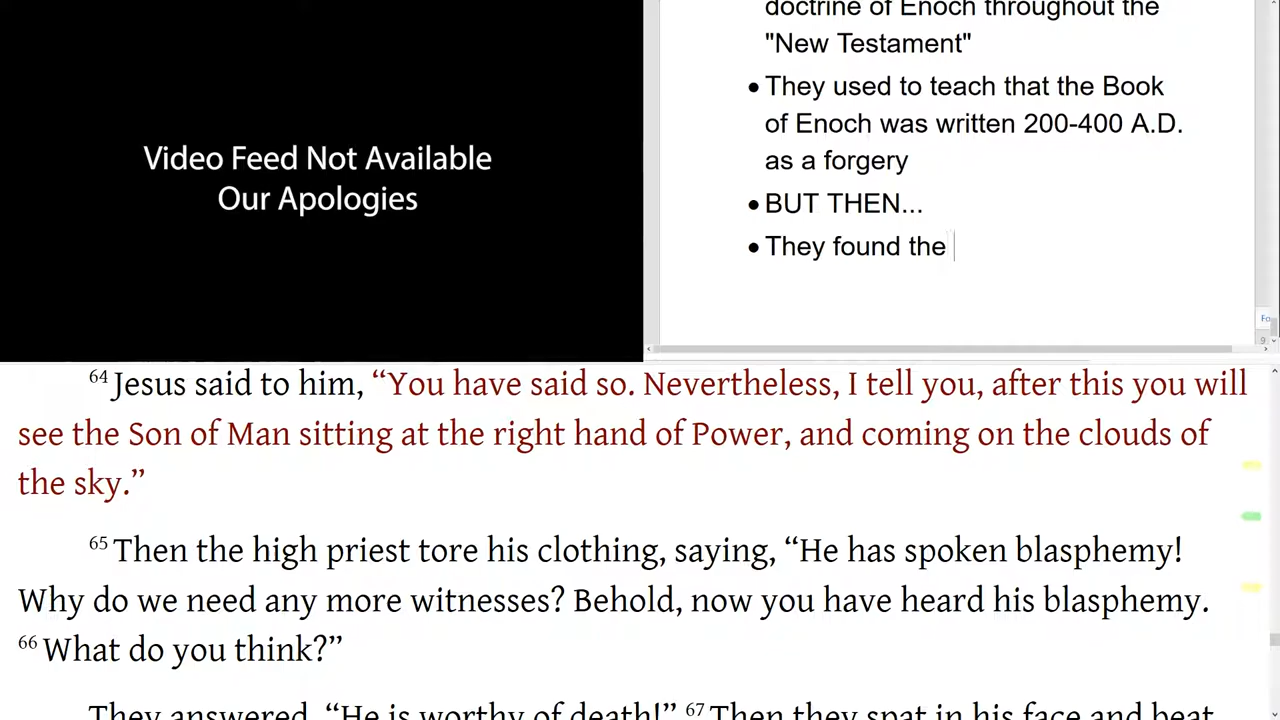 Video Feed Not Available
Our Apologies
doctrine of Enoch throughout the
"New Testament"
• They used to teach that the Book
of Enoch was written 200-400 A.D.
as a forgery
• BUT THEN...
• They found the
Fo
9
64 Jesus said to him, “You have said so. Nevertheless, I tell you, after this you will
see the Son of Man sitting at the right hand of Power, and coming on the clouds of
the sky.”
65 Then the high priest tore his clothing, saying, “He has spoken blasphemy!
Why do we need any more witnesses? Behold, now you have heard his blasphemy.
66 What do you think?”
They answered, “He is worthy of death!” 67 Then they spat in his face and beat